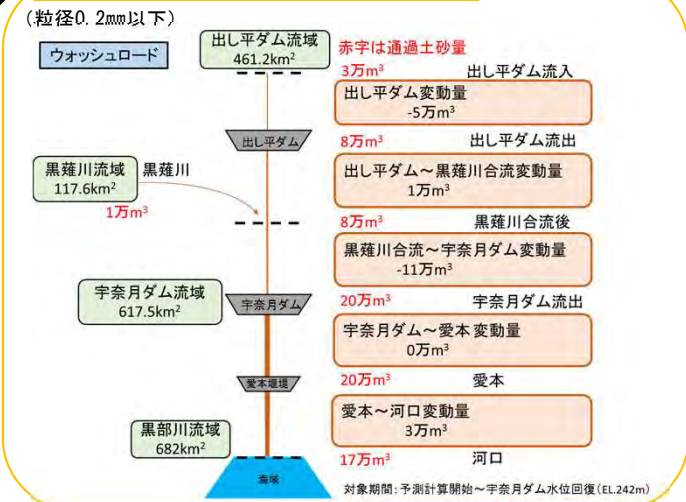 (粒径0.2mm以下)
ウォッシュロード
出し平ダム流域
461.2km²
赤字は通過土砂量
3万m³ 出し平ダム流入
出し平ダム変動量
-5万m³
出し平ダム
8万m³ 出し平ダム流出
黒薙川流域
117.6km²
黒薙川
1万m³
出し平ダム～黒薙川合流変動量
1万m³
8万m³ 黒薙川合流後
黒薙川合流～宇奈月ダム変動量
-11万m³
宇奈月ダム流域
617.5km²
宇奈月ダム
20万m³ 宇奈月ダム流出
宇奈月ダム～愛本変動量
0万m³
愛本堰堤
20万m³ 愛本
愛本～河口変動量
3万m³
黒部川流域
682km²
17万m³ 河口
海域
対象期間：予測計算開始～宇奈月ダム水位回復(EL.242m)